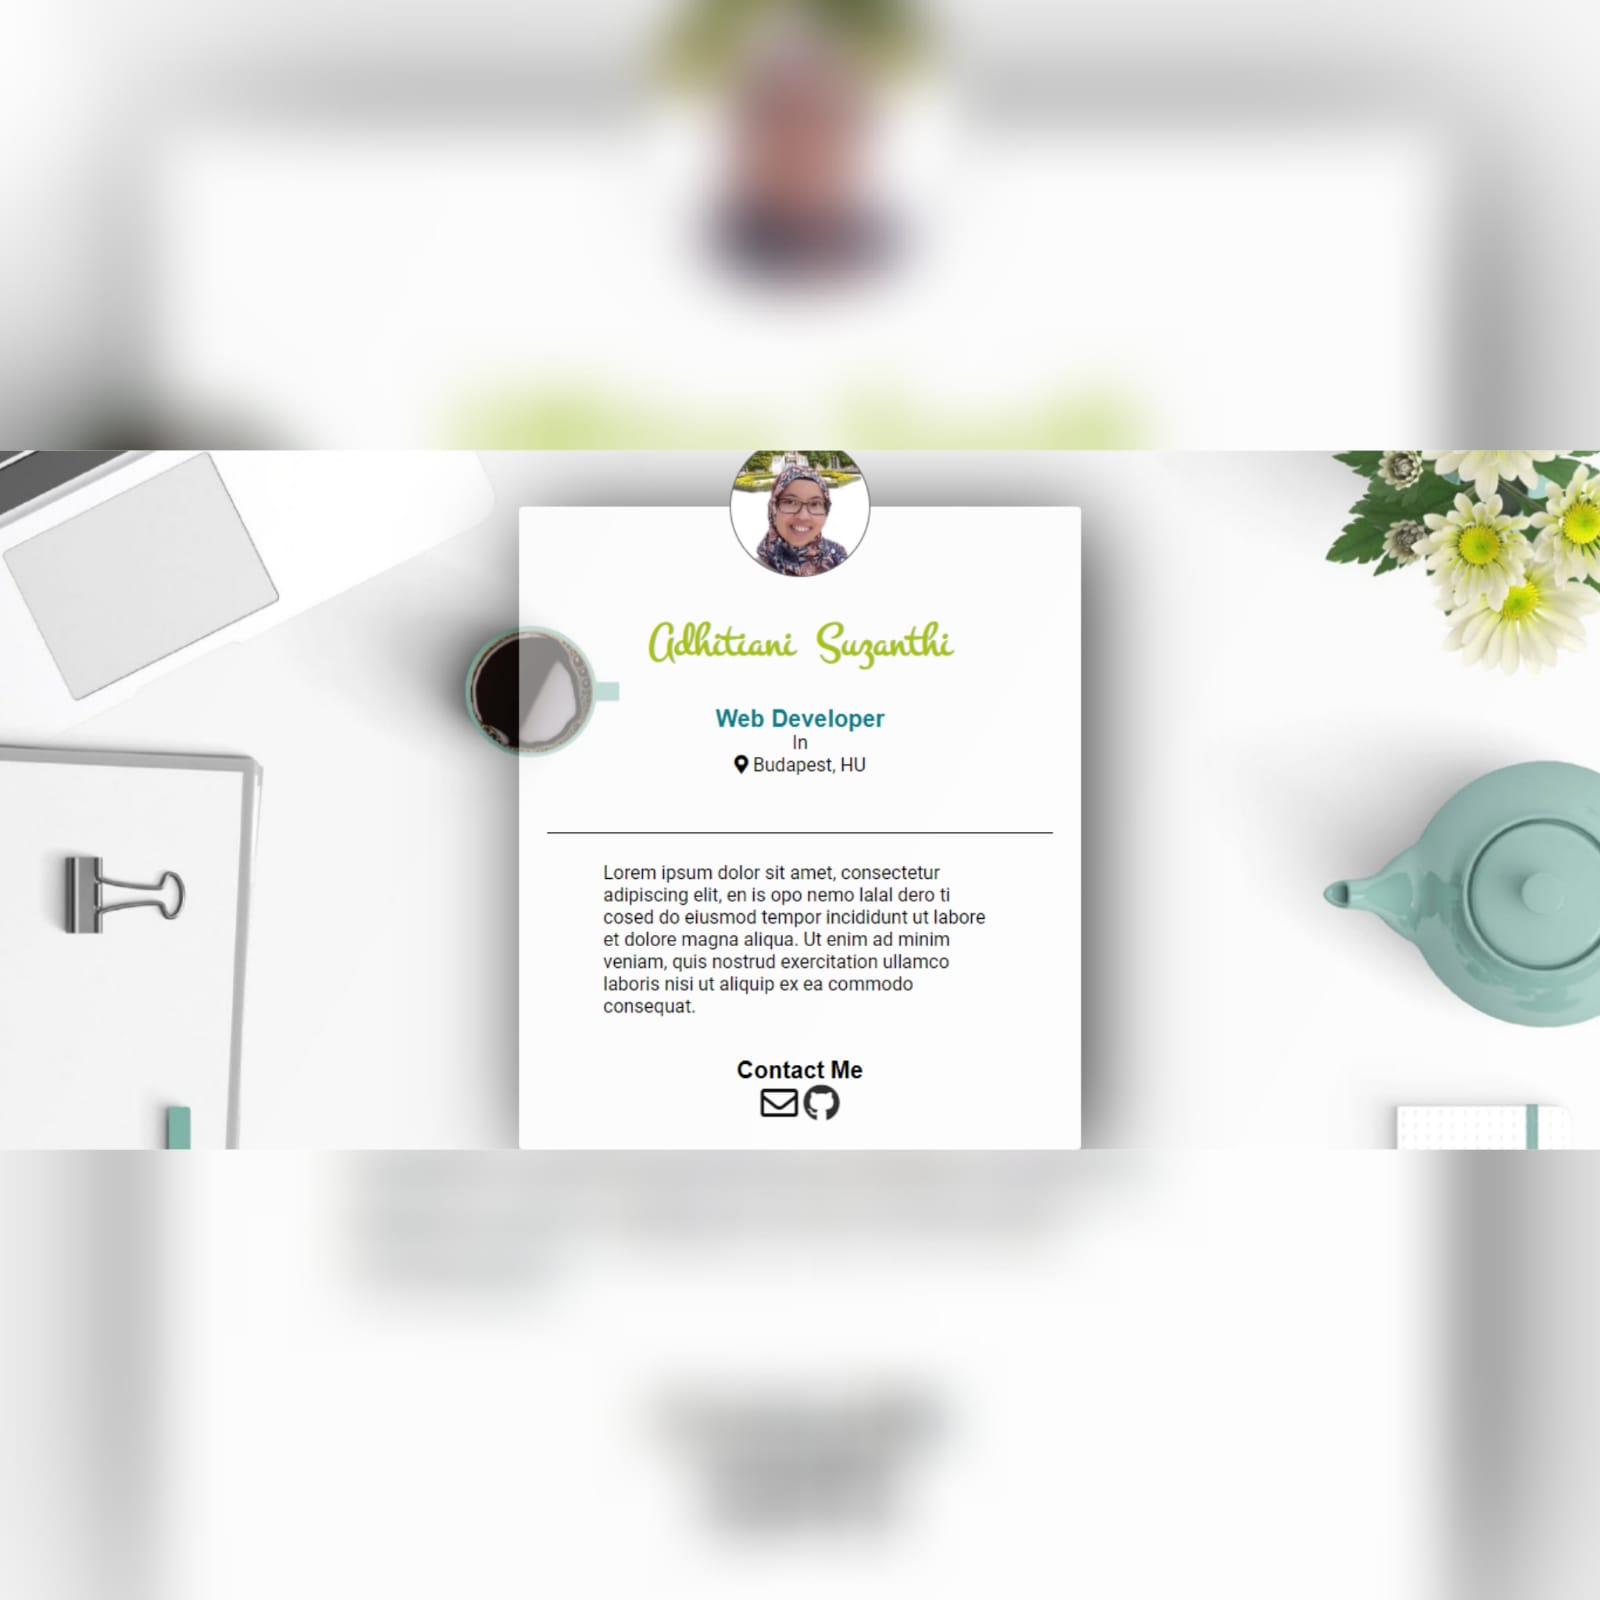 Adhitiani Suzanthi
Web Developer
In
Budapest, HU
Lorem ipsum dolor sit amet, consectetur
adipiscing elit, en is opo nemo lalal dero ti
cosed do eiusmod tempor incididunt ut labore
et dolore magna aliqua. Ut enim ad minim
veniam, quis nostrud exercitation ullamco
laboris nisi ut aliquip ex ea commodo
consequat.
Contact Me